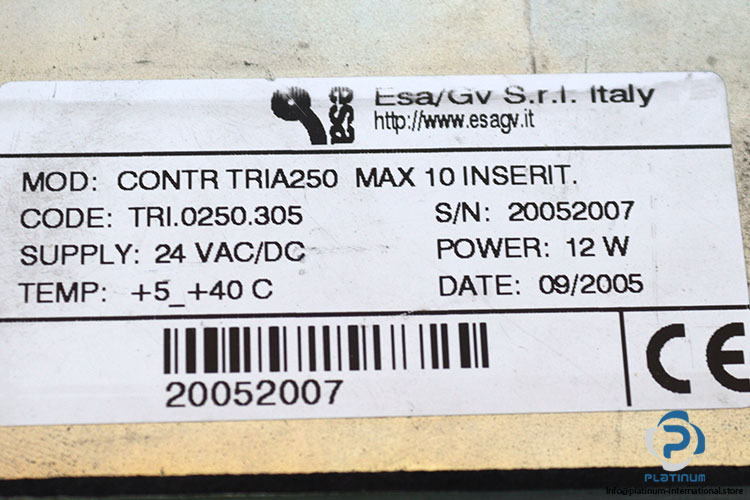 ese
Esa/Gv S.r.l. Italy
http://www.esagv.it
MOD: CONTR TRIA250 MAX 10 INSERIT.
CODE: TRI.0250.305 S/N: 20052007
SUPPLY: 24 VAC/DC POWER: 12 W
TEMP: +5_+40 C DATE: 09/2005
20052007
CE
PLATINUM
Info@platinum-international.store